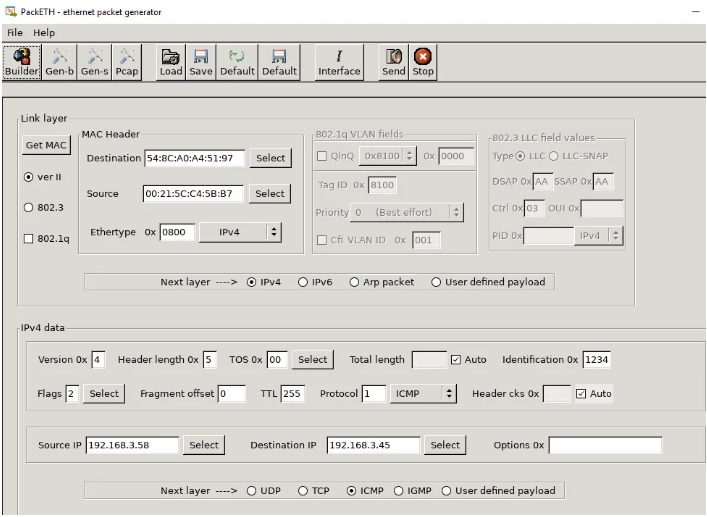 PackETH - ethernet packet generator
File Help
Builder Gen-b Gen-s Pcap Load Save Default Default Interface Send Stop
Link layer
Get MAC
ver II
802.3
802.1q
MAC Header
Destination 54:8C:A0:A4:51:97 Select
Source 00:21:5C:C4:5B:B7 Select
Ethertype 0x 0800 IPv4
802.1q VLAN fields
QinQ 0x8100 0x 0000
Tag ID 0x 8100
Priority 0 (Best effort)
Cfi VLAN ID 0x 001
802.3 LLC field values
Type LLC LLC-SNAP
DSAP 0x AA SSAP 0x AA
Ctrl 0x 03 OUI 0x
PID 0x IPv4
Next layer ----> IPv4 IPv6 Arp packet User defined payload
IPv4 data
Version 0x 4 Header length 0x 5 TOS 0x 00 Select Total length Auto Identification 0x 1234
Flags 2 Select Fragment offset 0 TTL 255 Protocol 1 ICMP Header cks 0x Auto
Source IP 192.168.3.58 Select Destination IP 192.168.3.45 Select Options 0x
Next layer ----> UDP TCP ICMP IGMP User defined payload